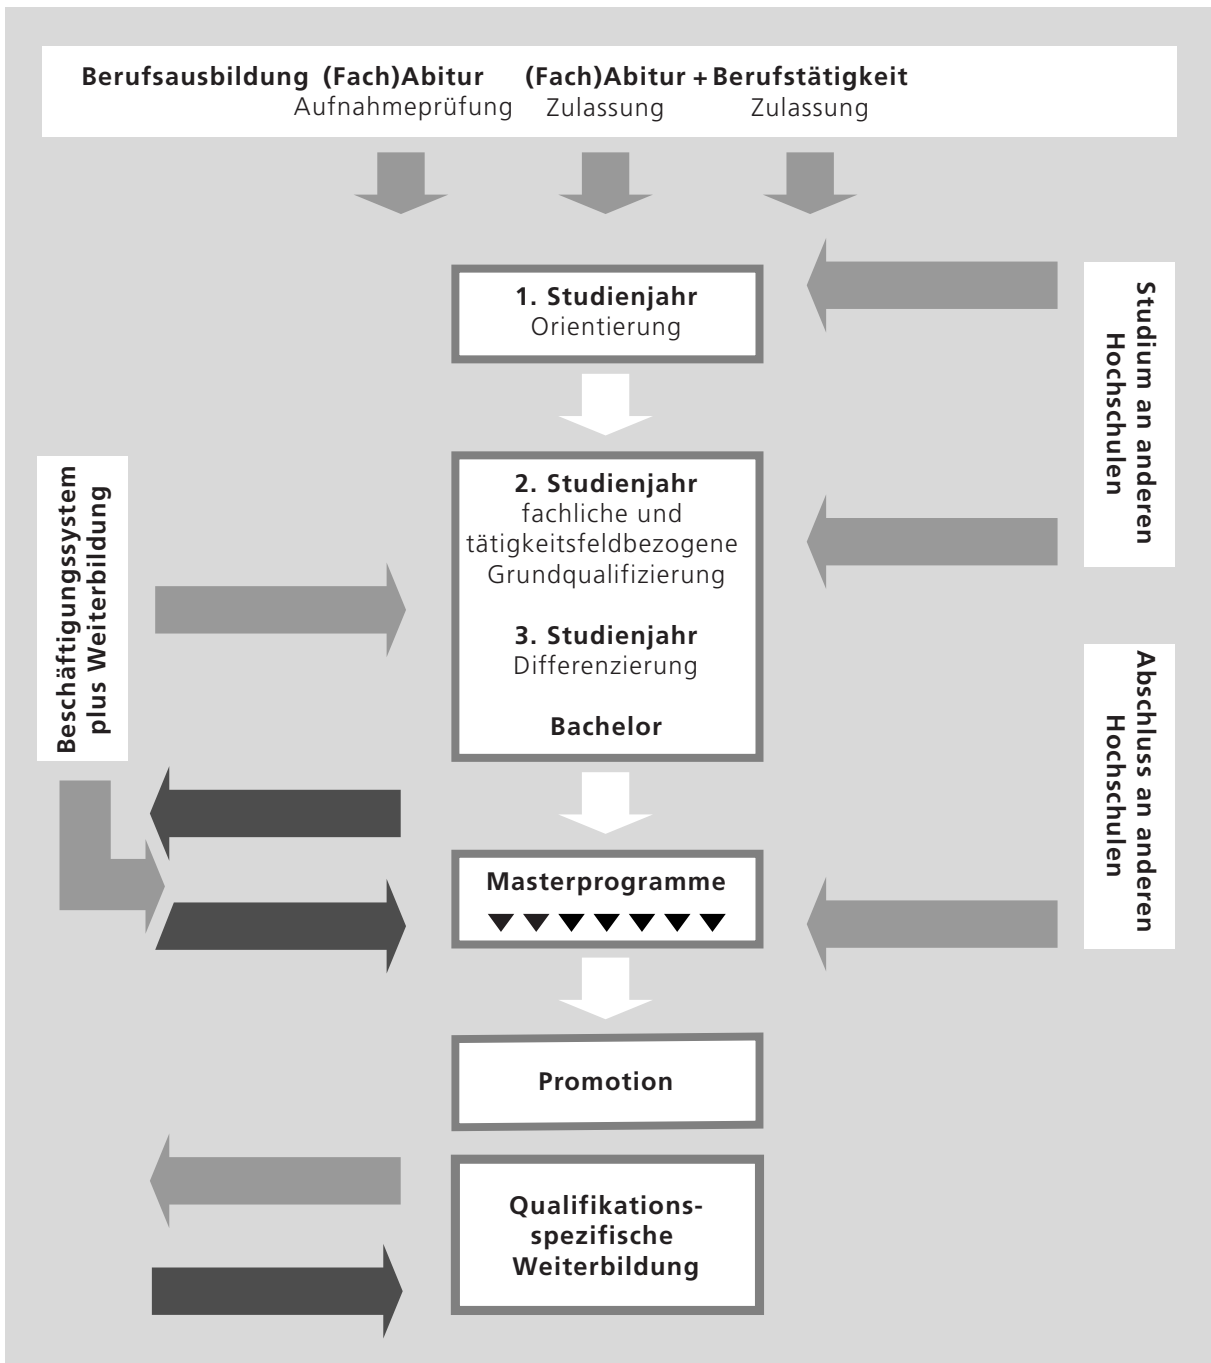 Berufsausbildung (Fach)Abitur (Fach)Abitur + Berufstätigkeit
Aufnahmeprüfung Zulassung Zulassung
1. Studienjahr
Orientierung
Studium an anderen
Hochschulen
2. Studienjahr
fachliche und
tätigkeitsfeldbezogene
Grundqualifizierung
3. Studienjahr
Differenzierung
Bachelor
Beschäftigungssystem
plus Weiterbildung
Abschluss an anderen
Hochschulen
Masterprogramme
Promotion
Qualifikations-
spezifische
Weiterbildung